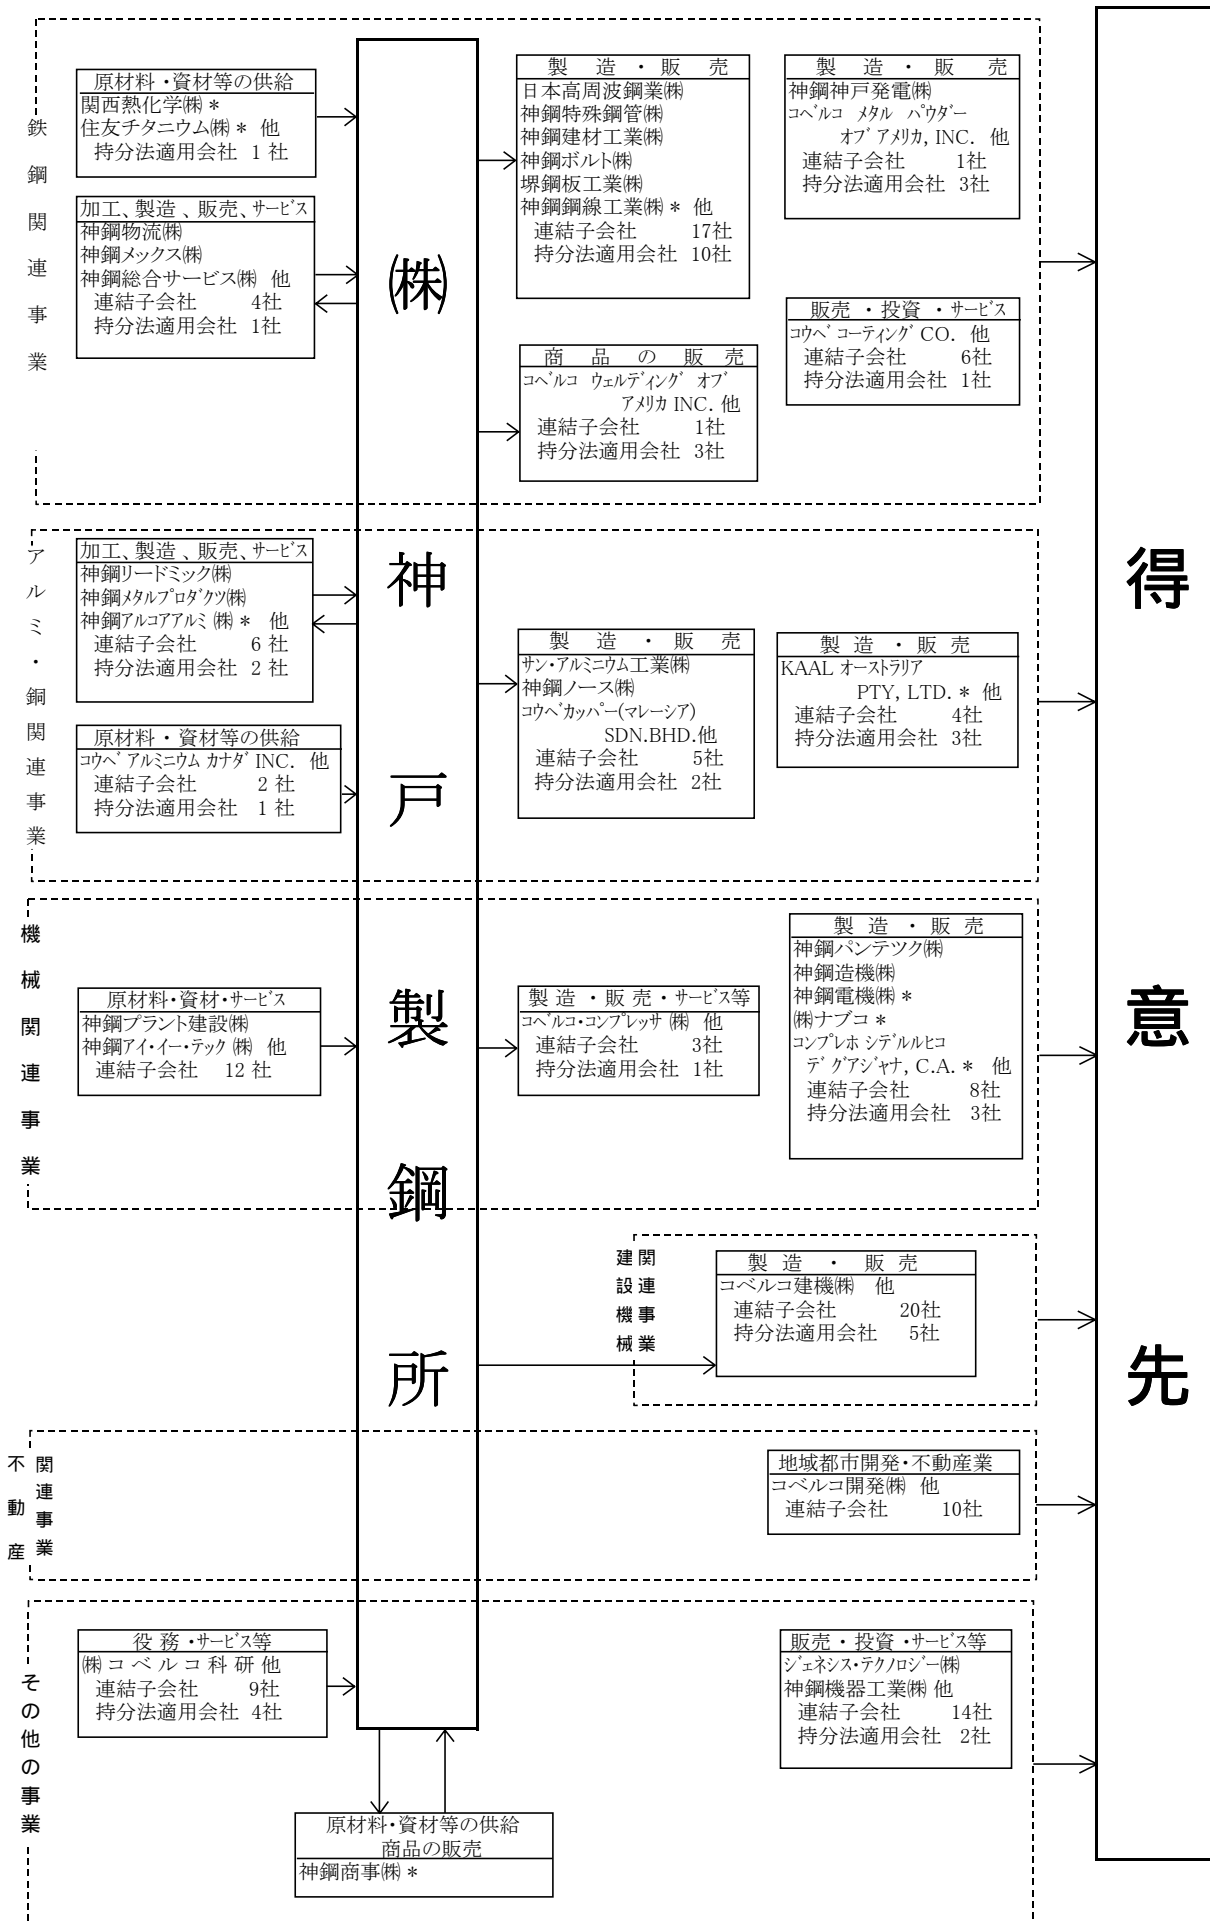 鉄鋼関連事業
原材料・資材等の供給
関西熱化学㈱＊
住友チタニウム㈱＊ 他
持分法適用会社 1 社
加工、製造、販売、サービス
神鋼物流㈱
神鋼メックス㈱
神鋼総合サービス㈱ 他
連結子会社 4社
持分法適用会社 1社
製造・販売
日本高周波鋼業㈱
神鋼特殊鋼管㈱
神鋼建材工業㈱
神鋼ボルト㈱
堺鋼板工業㈱
神鋼鋼線工業㈱＊ 他
連結子会社 17社
持分法適用会社 10社
製造・販売
神鋼神戸発電㈱
コベルコ メタル パウダー
オブ アメリカ, INC. 他
連結子会社 1社
持分法適用会社 3社
販売・投資・サービス
コウベ コーティング CO. 他
連結子会社 6社
持分法適用会社 1社
商品の販売
コベルコ ウェルディング オブ
アメリカ INC. 他
連結子会社 1社
持分法適用会社 3社
アルミ・銅関連事業
加工、製造、販売、サービス
神鋼リードミック㈱
神鋼メタルプロダクツ㈱
神鋼アルコアアルミ㈱＊ 他
連結子会社 6 社
持分法適用会社 2 社
原材料・資材等の供給
コウベ アルミニウム カナダ INC. 他
連結子会社 2 社
持分法適用会社 1 社
製造・販売
サン・アルミニウム工業㈱
神鋼ノース㈱
コウベカッパー(マレーシア)
SDN.BHD.他
連結子会社 5社
持分法適用会社 2社
製造・販売
KAAL オーストラリア
PTY, LTD.＊ 他
連結子会社 4社
持分法適用会社 3社
機械関連事業
原材料・資材・サービス
神鋼プラント建設㈱
神鋼アイ・イー・テック㈱ 他
連結子会社 12 社
製造・販売・サービス等
コベルコ・コンプレッサ㈱ 他
連結子会社 3社
持分法適用会社 1社
製造・販売
神鋼パンテツク㈱
神鋼造機㈱
神鋼電機㈱＊
㈱ナブコ＊
コンプレホ シデルルヒコ
デ グアジャナ, C.A.＊ 他
連結子会社 8社
持分法適用会社 3社
建設機械
関連事業
製造・販売
コベルコ建機㈱ 他
連結子会社 20社
持分法適用会社 5社
不動産
関連事業
地域都市開発・不動産業
コベルコ開発㈱ 他
連結子会社 10社
その他の事業
役務・サービス等
㈱コベルコ科研 他
連結子会社 9社
持分法適用会社 4社
販売・投資・サービス等
ジェネシス・テクノロジー㈱
神鋼機器工業㈱ 他
連結子会社 14社
持分法適用会社 2社
原材料・資材等の供給
商品の販売
神鋼商事㈱＊
㈱神戸製鋼所
得意先